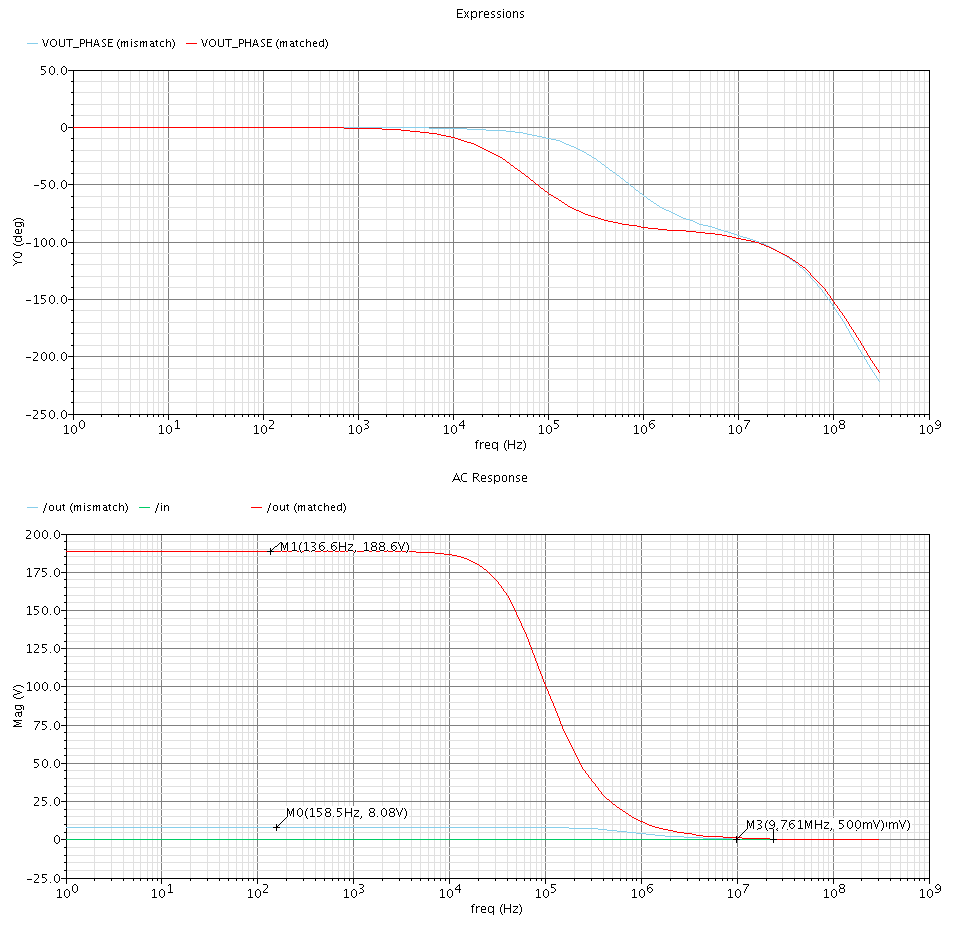 Expressions
VOUT_PHASE (mismatch) VOUT_PHASE (matched)
50.0
0
-50.0
-100.0
-150.0
-200.0
-250.0
YQ (deg)
10^0 10^1 10^2 10^3 10^4 10^5 10^6 10^7 10^8 10^9
freq (Hz)
AC Response
/out (mismatch) /in /out (matched)
200.0
175.0
150.0
125.0
100.0
75.0
50.0
25.0
0
-25.0
Mag (V)
M1(136.6Hz, 188.6V)
M0(158.5Hz, 8.08V)
M3(9.761MHz, 500mV)
mV)
10^0 10^1 10^2 10^3 10^4 10^5 10^6 10^7 10^8 10^9
freq (Hz)